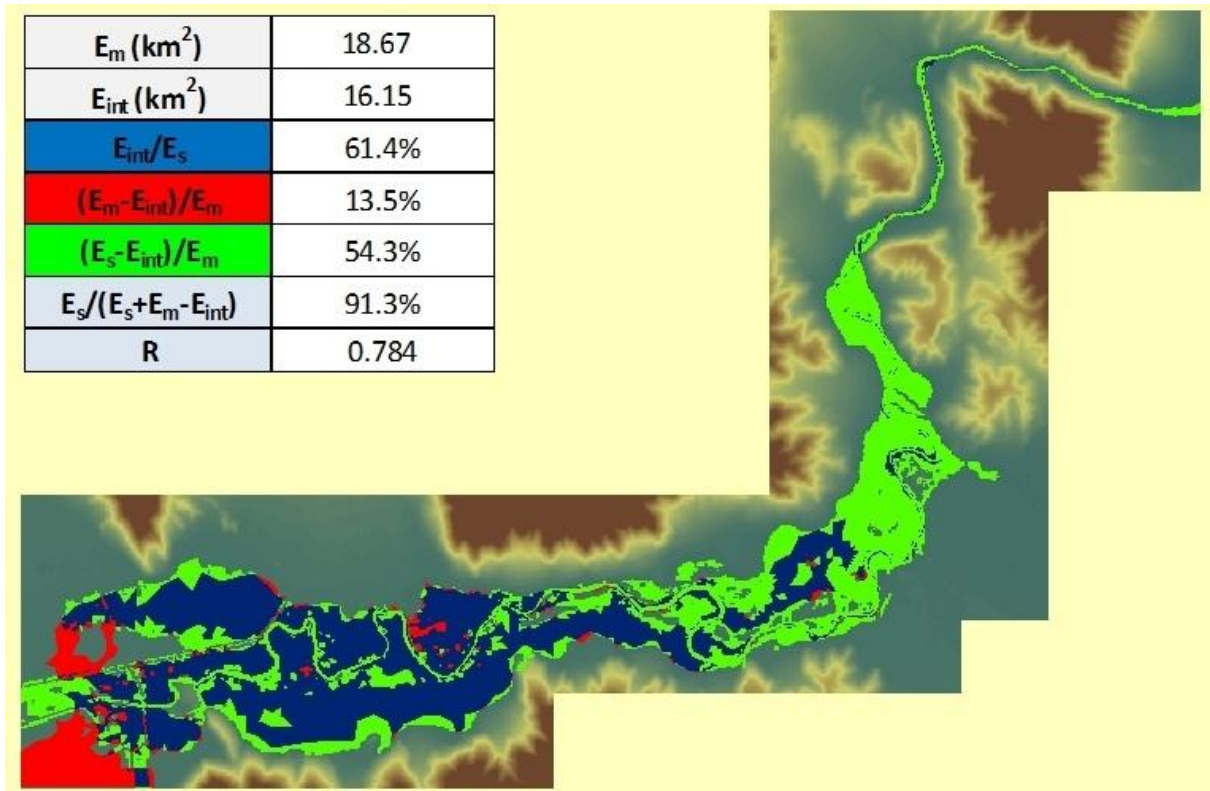 Em (km²) 18.67
Eint (km²) 16.15
Eint/Es 61.4%
(Em-Eint)/Em 13.5%
(Es-Eint)/Em 54.3%
Es/(Es+Em-Eint) 91.3%
R 0.784